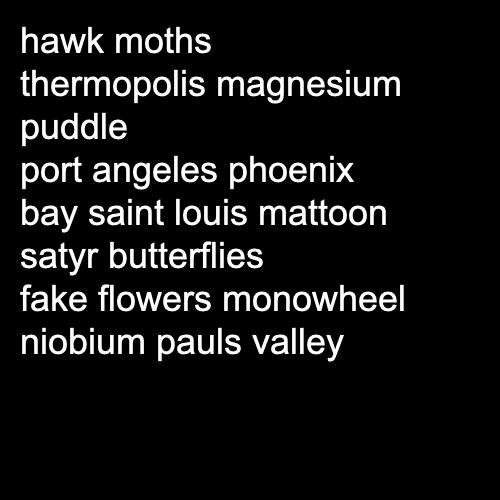 hawk moths
thermopolis magnesium
puddle
port angeles phoenix
bay saint louis mattoon
satyr butterflies
fake flowers monowheel
niobium pauls valley